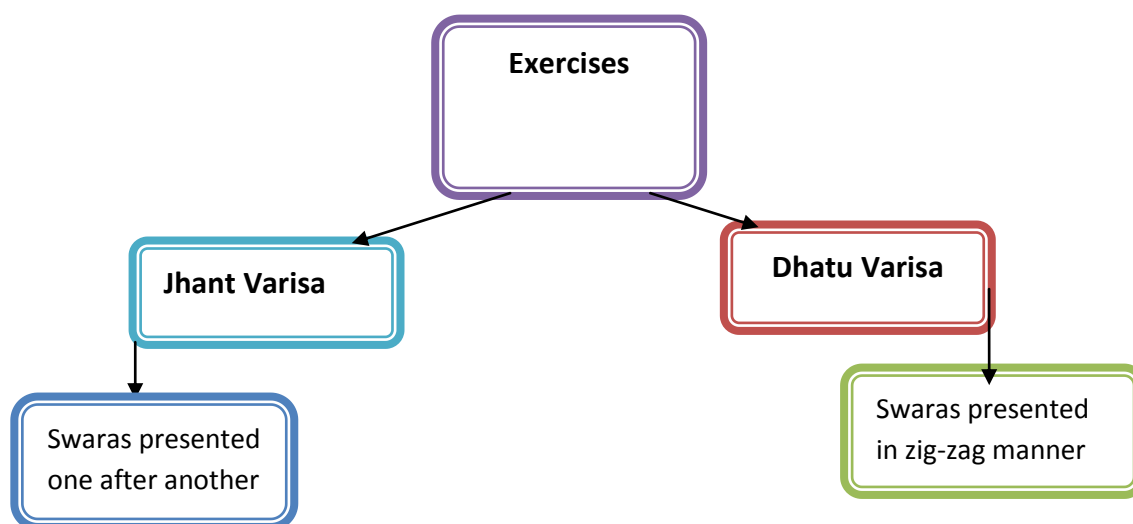 Exercises
Jhant Varisa
Dhatu Varisa
Swaras presented
one after another
Swaras presented
in zig-zag manner